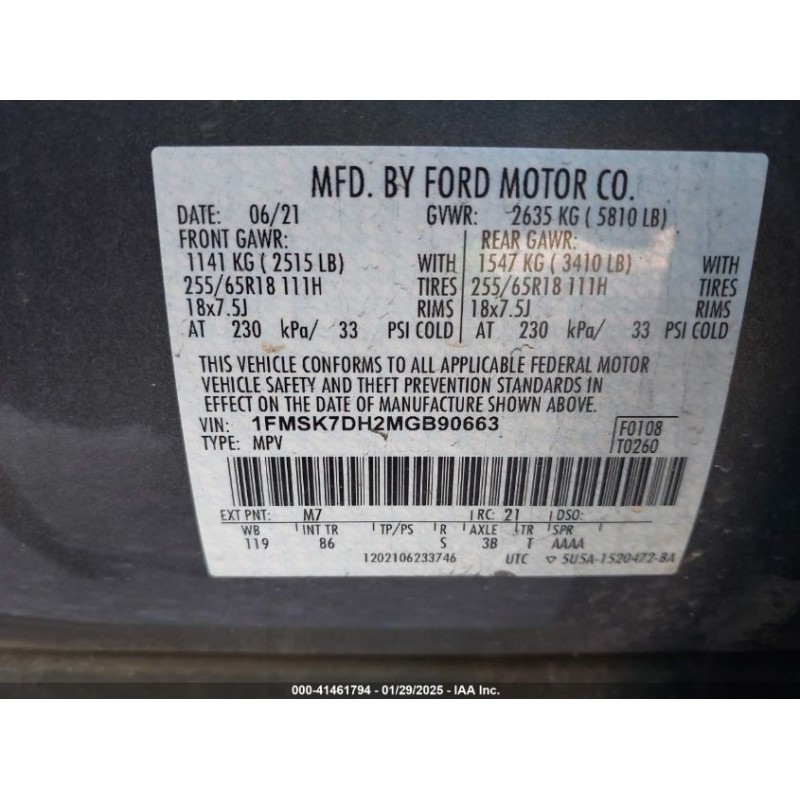 MFD. BY FORD MOTOR CO.
DATE: 06/21 GVWR: 2635 KG ( 5810 LB)
FRONT GAWR: REAR GAWR:
1141 KG ( 2515 LB) WITH 1547 KG ( 3410 LB) WITH
255/65R18 111H TIRES 255/65R18 111H TIRES
18x7.5J RIMS 18x7.5J RIMS
AT 230 kPa/ 33 PSI COLD AT 230 kPa/ 33 PSI COLD
THIS VEHICLE CONFORMS TO ALL APPLICABLE FEDERAL MOTOR
VEHICLE SAFETY AND THEFT PREVENTION STANDARDS IN
EFFECT ON THE DATE OF MANUFACTURE SHOWN ABOVE.
VIN: 1FMSK7DH2MGB90663 F0108
TYPE: MPV T0260
EXT PNT: M7 RC: 21 DSO:
WB INT TR TP/PS R AXLE TR SPR
119 86 S 3B T AAAA
1202106233746 UTC ▽ 5U5A-1520472-BA
000-41461794 - 01/29/2025 - IAA Inc.